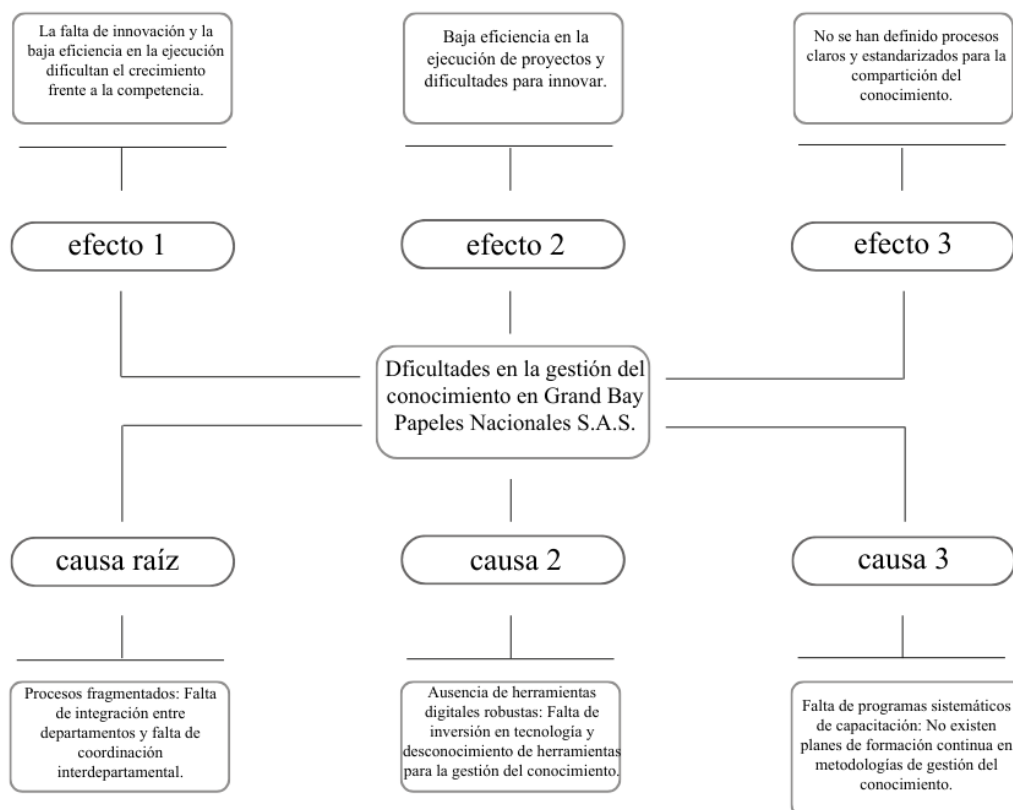 La falta de innovación y la
baja eficiencia en la ejecución
dificultan el crecimiento
frente a la competencia.
Baja eficiencia en la
ejecución de proyectos y
dificultades para innovar.
No se han definido procesos
claros y estandarizados para la
compartición del
conocimiento.
efecto 1
efecto 2
efecto 3
Dficultades en la gestión del
conocimiento en Grand Bay
Papeles Nacionales S.A.S.
causa raíz
causa 2
causa 3
Procesos fragmentados: Falta
de integración entre
departamentos y falta de
coordinación
interdepartamental.
Ausencia de herramientas
digitales robustas: Falta de
inversión en tecnología y
desconocimiento de herramientas
para la gestión del conocimiento.
Falta de programas sistemáticos
de capacitación: No existen
planes de formación continua en
metodologías de gestión del
conocimiento.